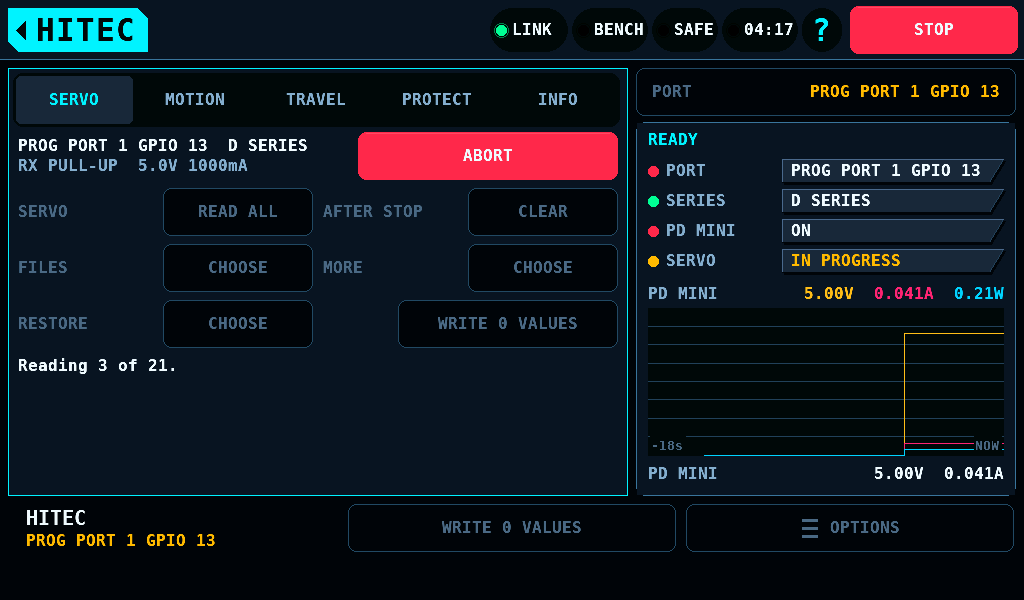 HITEC
LINK
BENCH
SAFE
04:17
?
STOP
SERVO
MOTION
TRAVEL
PROTECT
INFO
PROG PORT 1 GPIO 13  D SERIES
RX PULL-UP  5.0V 1000mA
ABORT
SERVO
READ ALL
AFTER STOP
CLEAR
FILES
CHOOSE
MORE
CHOOSE
RESTORE
CHOOSE
WRITE 0 VALUES
Reading 3 of 21.
PORT
PROG PORT 1 GPIO 13
READY
PORT
PROG PORT 1 GPIO 13
SERIES
D SERIES
PD MINI
ON
SERVO
IN PROGRESS
PD MINI
5.00V
0.041A
0.21W
-18s
NOW
PD MINI
5.00V
0.041A
HITEC
PROG PORT 1 GPIO 13
WRITE 0 VALUES
OPTIONS